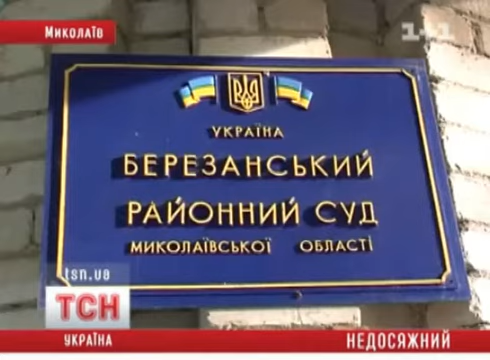 Миколаїв
1+1
УКРАЇНА
БЕРЕЗАНСЬКИЙ
РАЙОННИЙ СУД
МИКОЛАЇВСЬКОЇ ОБЛАСТІ
tsn.ua
ТСН
УКРАЇНА
НЕДОСЯЖНИЙ